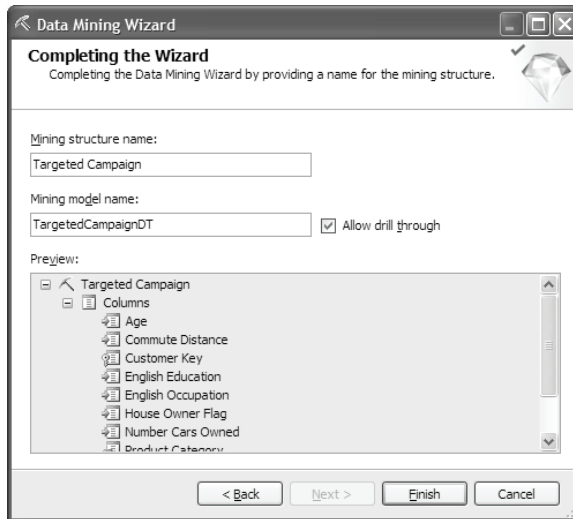 Data Mining Wizard
Completing the Wizard
Completing the Data Mining Wizard by providing a name for the mining structure.
Mining structure name:
Targeted Campaign
Mining model name:
TargetedCampaignDT
Allow drill through
Preview:
Targeted Campaign
Columns
Age
Commute Distance
Customer Key
English Education
English Occupation
House Owner Flag
Number Cars Owned
Product Category
< Back Next > Finish Cancel